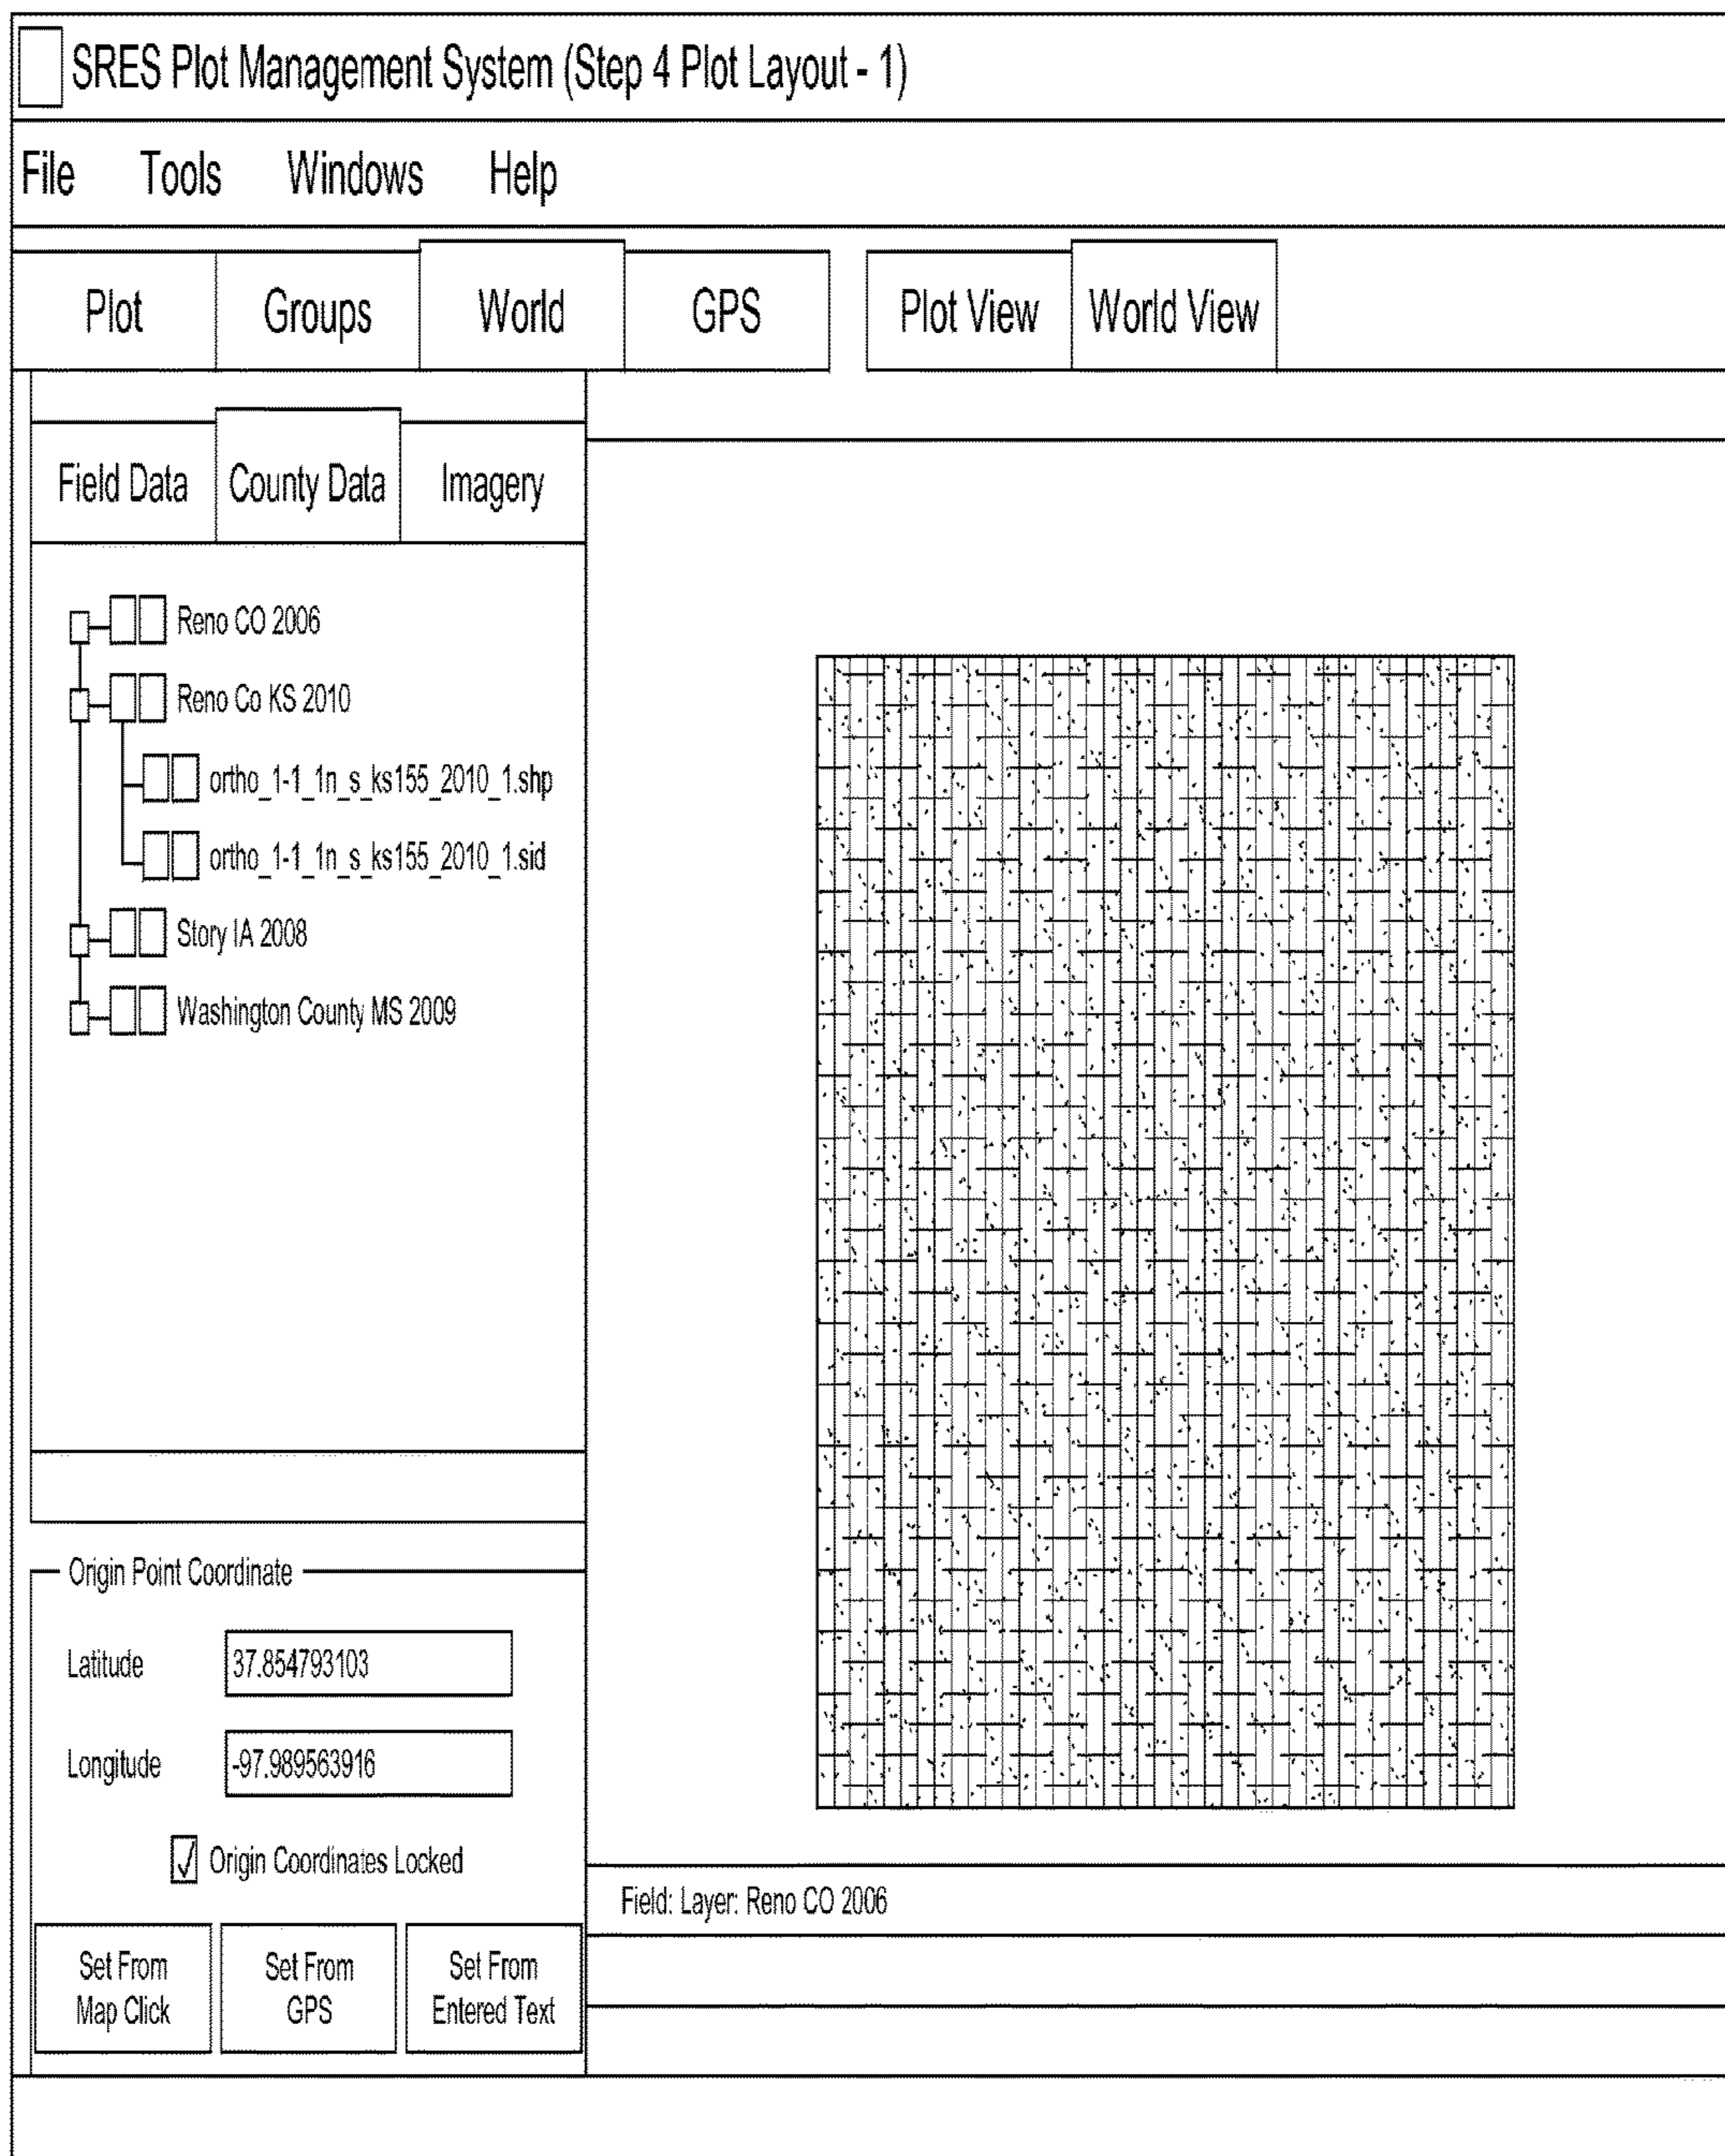 SRES Plot Management System (Step 4 Plot Layout - 1)
File Tools Windows Help
Plot Groups World GPS Plot View World View
Field Data County Data Imagery
Reno CO 2006
Reno Co KS 2010
ortho_1-1_1n_s_ks155_2010_1.shp
ortho_1-1_1n_s_ks155_2010_1.sid
Story IA 2008
Washington County MS 2009
Origin Point Coordinate
Latitude 37.854793103
Longitude -97.989563916
Origin Coordinates Locked
Field: Layer: Reno CO 2006
Set From Map Click
Set From GPS
Set From Entered Text